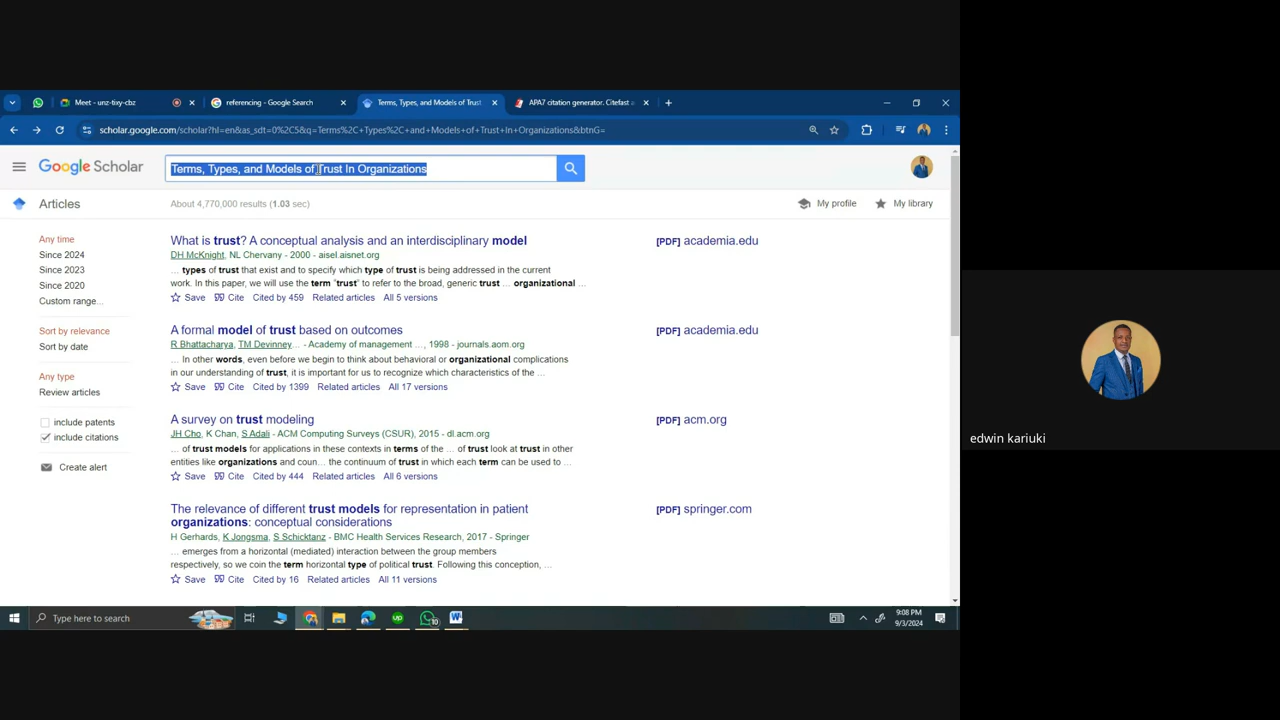 Meet - unz-tixy-cbz
referencing - Google Search
Terms, Types, and Models of Trust
APA7 citation generator. Citefast a
scholar.google.com/scholar?hl=en&as_sdt=0%2C5&q=Terms%2C+Types%2C+and+Models+of+Trust+In+Organizations&btnG=
Google Scholar
Terms, Types, and Models of Trust In Organizations
Articles
About 4,770,000 results (1.03 sec)
My profile
My library
Any time
Since 2024
Since 2023
Since 2020
Custom range...
Sort by relevance
Sort by date
Any type
Review articles
include patents
include citations
Create alert
What is trust? A conceptual analysis and an interdisciplinary model
[PDF] academia.edu
DH McKnight, NL Chervany - 2000 - aisel.aisnet.org
... types of trust that exist and to specify which type of trust is being addressed in the current
work. In this paper, we will use the term "trust" to refer to the broad, generic trust ... organizational ...
Save Cite Cited by 459 Related articles All 5 versions
A formal model of trust based on outcomes
[PDF] academia.edu
R Bhattacharya, TM Devinney... - Academy of management ..., 1998 - journals.aom.org
... In other words, even before we begin to think about behavioral or organizational complications
in our understanding of trust, it is important for us to recognize which characteristics of the ...
Save Cite Cited by 1399 Related articles All 17 versions
A survey on trust modeling
[PDF] acm.org
JH Cho, K Chan, S Adali - ACM Computing Surveys (CSUR), 2015 - dl.acm.org
... of trust models for applications in these contexts in terms of the ... of trust look at trust in other
entities like organizations and coun... the continuum of trust in which each term can be used to ...
Save Cite Cited by 444 Related articles All 6 versions
The relevance of different trust models for representation in patient
organizations: conceptual considerations
[PDF] springer.com
H Gerhards, K Jongsma, S Schicktanz - BMC Health Services Research, 2017 - Springer
... emerges from a horizontal (mediated) interaction between the group members
respectively, so we coin the term horizontal type of political trust. Following this conception, ...
Save Cite Cited by 16 Related articles All 11 versions
Type here to search
up
10
9:08 PM
9/3/2024
edwin kariuki